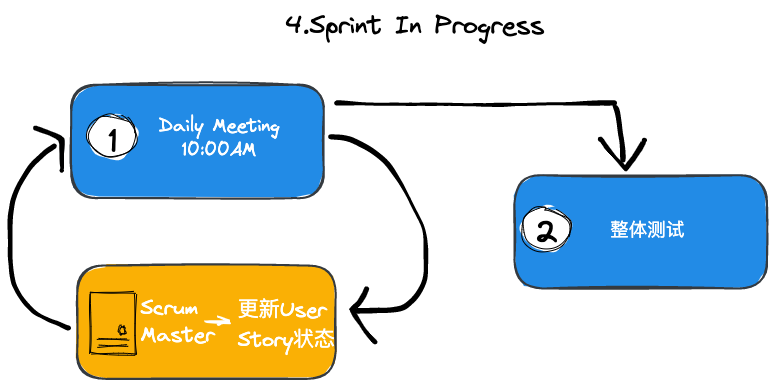 4.Sprint In Progress
1
Daily Meeting
10:00AM
2
整体测试
Scrum
Master
更新User
Story状态